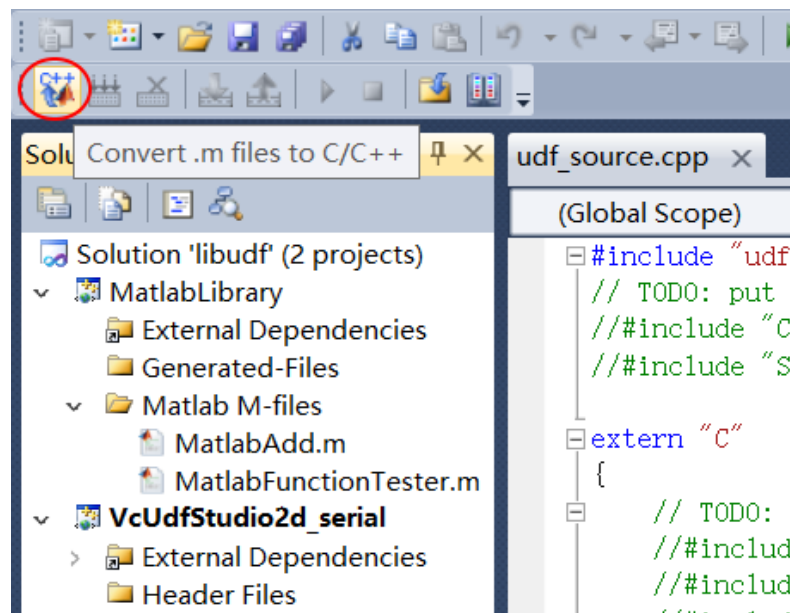 C++
Convert .m files to C/C++
udf_source.cpp
(Global Scope)
Solution 'libudf' (2 projects)
MatlabLibrary
External Dependencies
Generated-Files
Matlab M-files
MatlabAdd.m
MatlabFunctionTester.m
VcUdfStudio2d_serial
External Dependencies
Header Files
#include "udf
// TODO: put
//#include "C
//#include "S
extern "C"
{
// TODO:
//#includ
//#includ